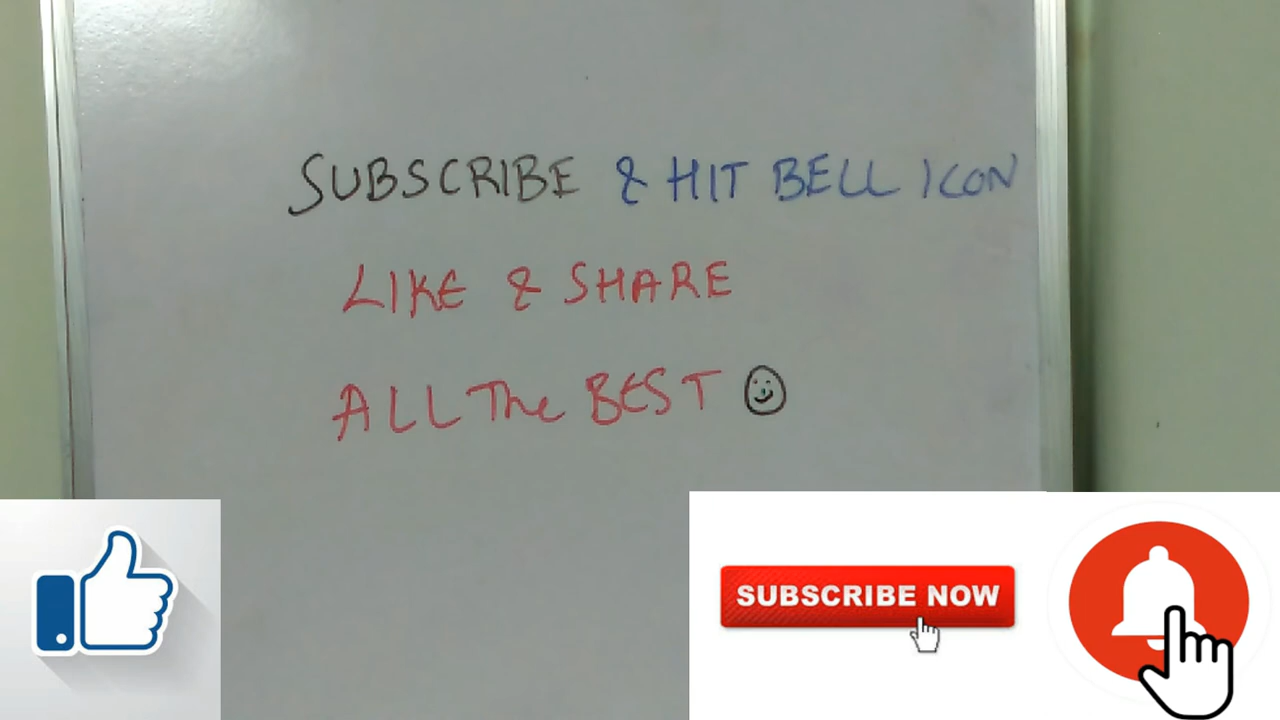 SUBSCRIBE & HIT BELL ICON
LIKE & SHARE
ALL The BEST
SUBSCRIBE NOW